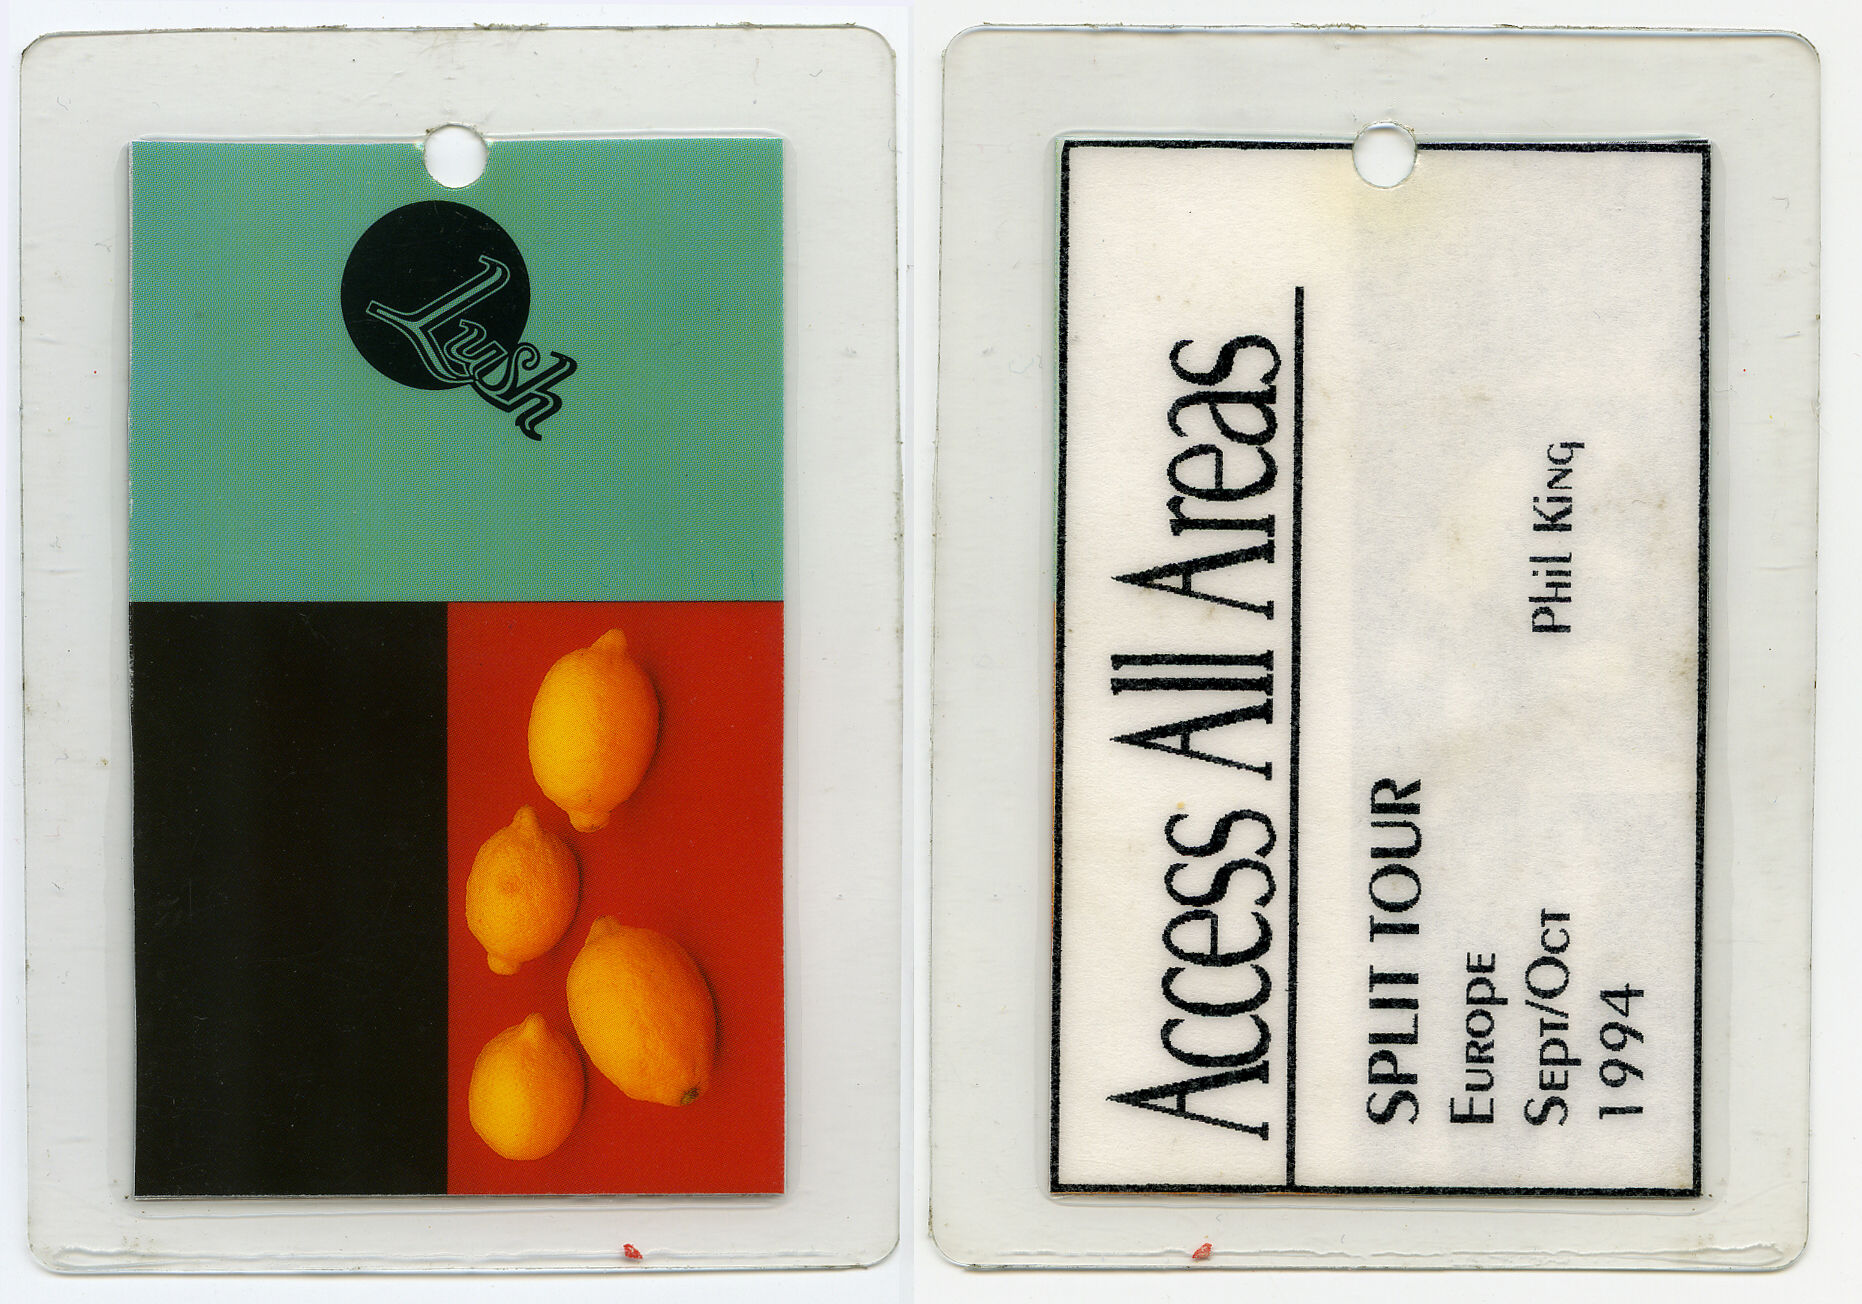 Lush
Access All Areas
SPLIT TOUR
Europe
Sept/Oct
1994
Phil King